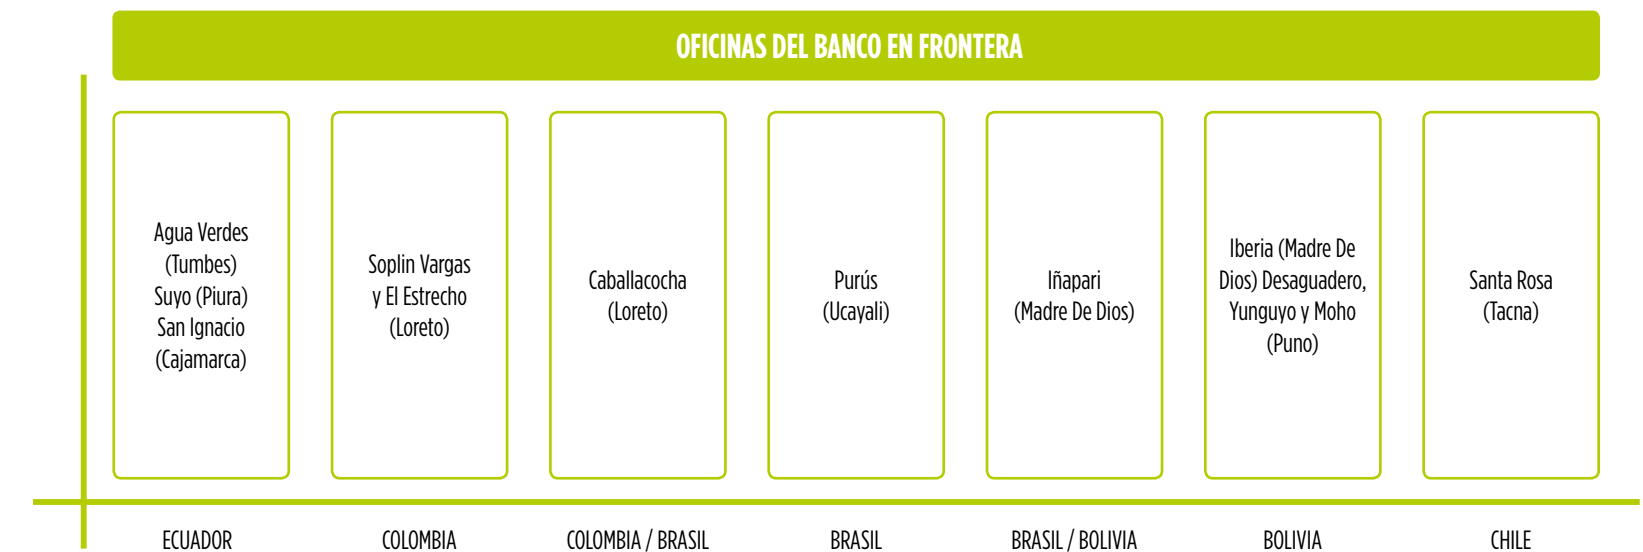 OFICINAS DEL BANCO EN FRONTERA
Agua Verdes
(Tumbes)
Suyo (Piura)
San Ignacio
(Cajamarca)
Soplin Vargas
y El Estrecho
(Loreto)
Caballacocha
(Loreto)
Purús
(Ucayali)
Iñapari
(Madre De Dios)
Iberia (Madre De
Dios) Desaguadero,
Yunguyo y Moho
(Puno)
Santa Rosa
(Tacna)
ECUADOR
COLOMBIA
COLOMBIA / BRASIL
BRASIL
BRASIL / BOLIVIA
BOLIVIA
CHILE